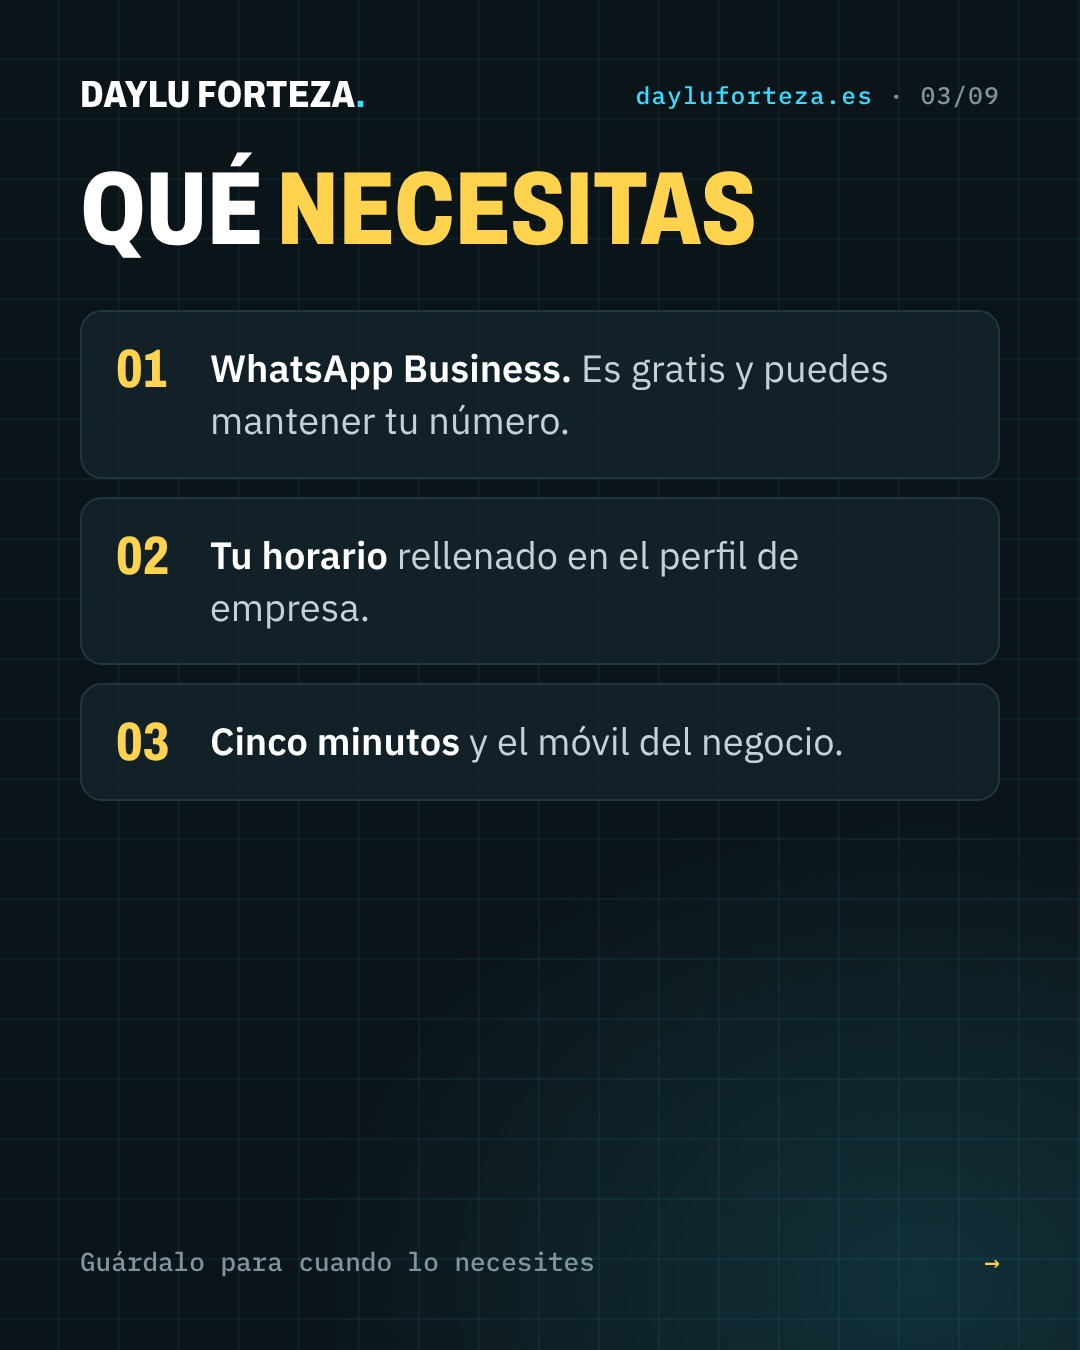 DAYLU FORTEZA.
dayluforteza.es · 03/09
QUÉ NECESITAS
01
WhatsApp Business. Es gratis y puedes
mantener tu número.
02
Tu horario rellenado en el perfil de
empresa.
03
Cinco minutos y el móvil del negocio.
Guárdalo para cuando lo necesites
→